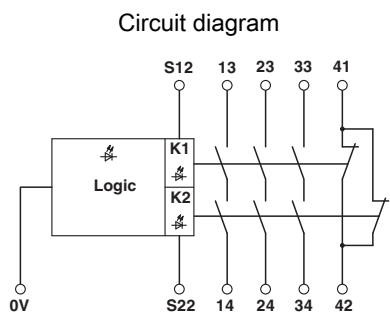 Circuit diagram
S12 13 23 33 41
K1
Logic
K2
0V S22 14 24 34 42